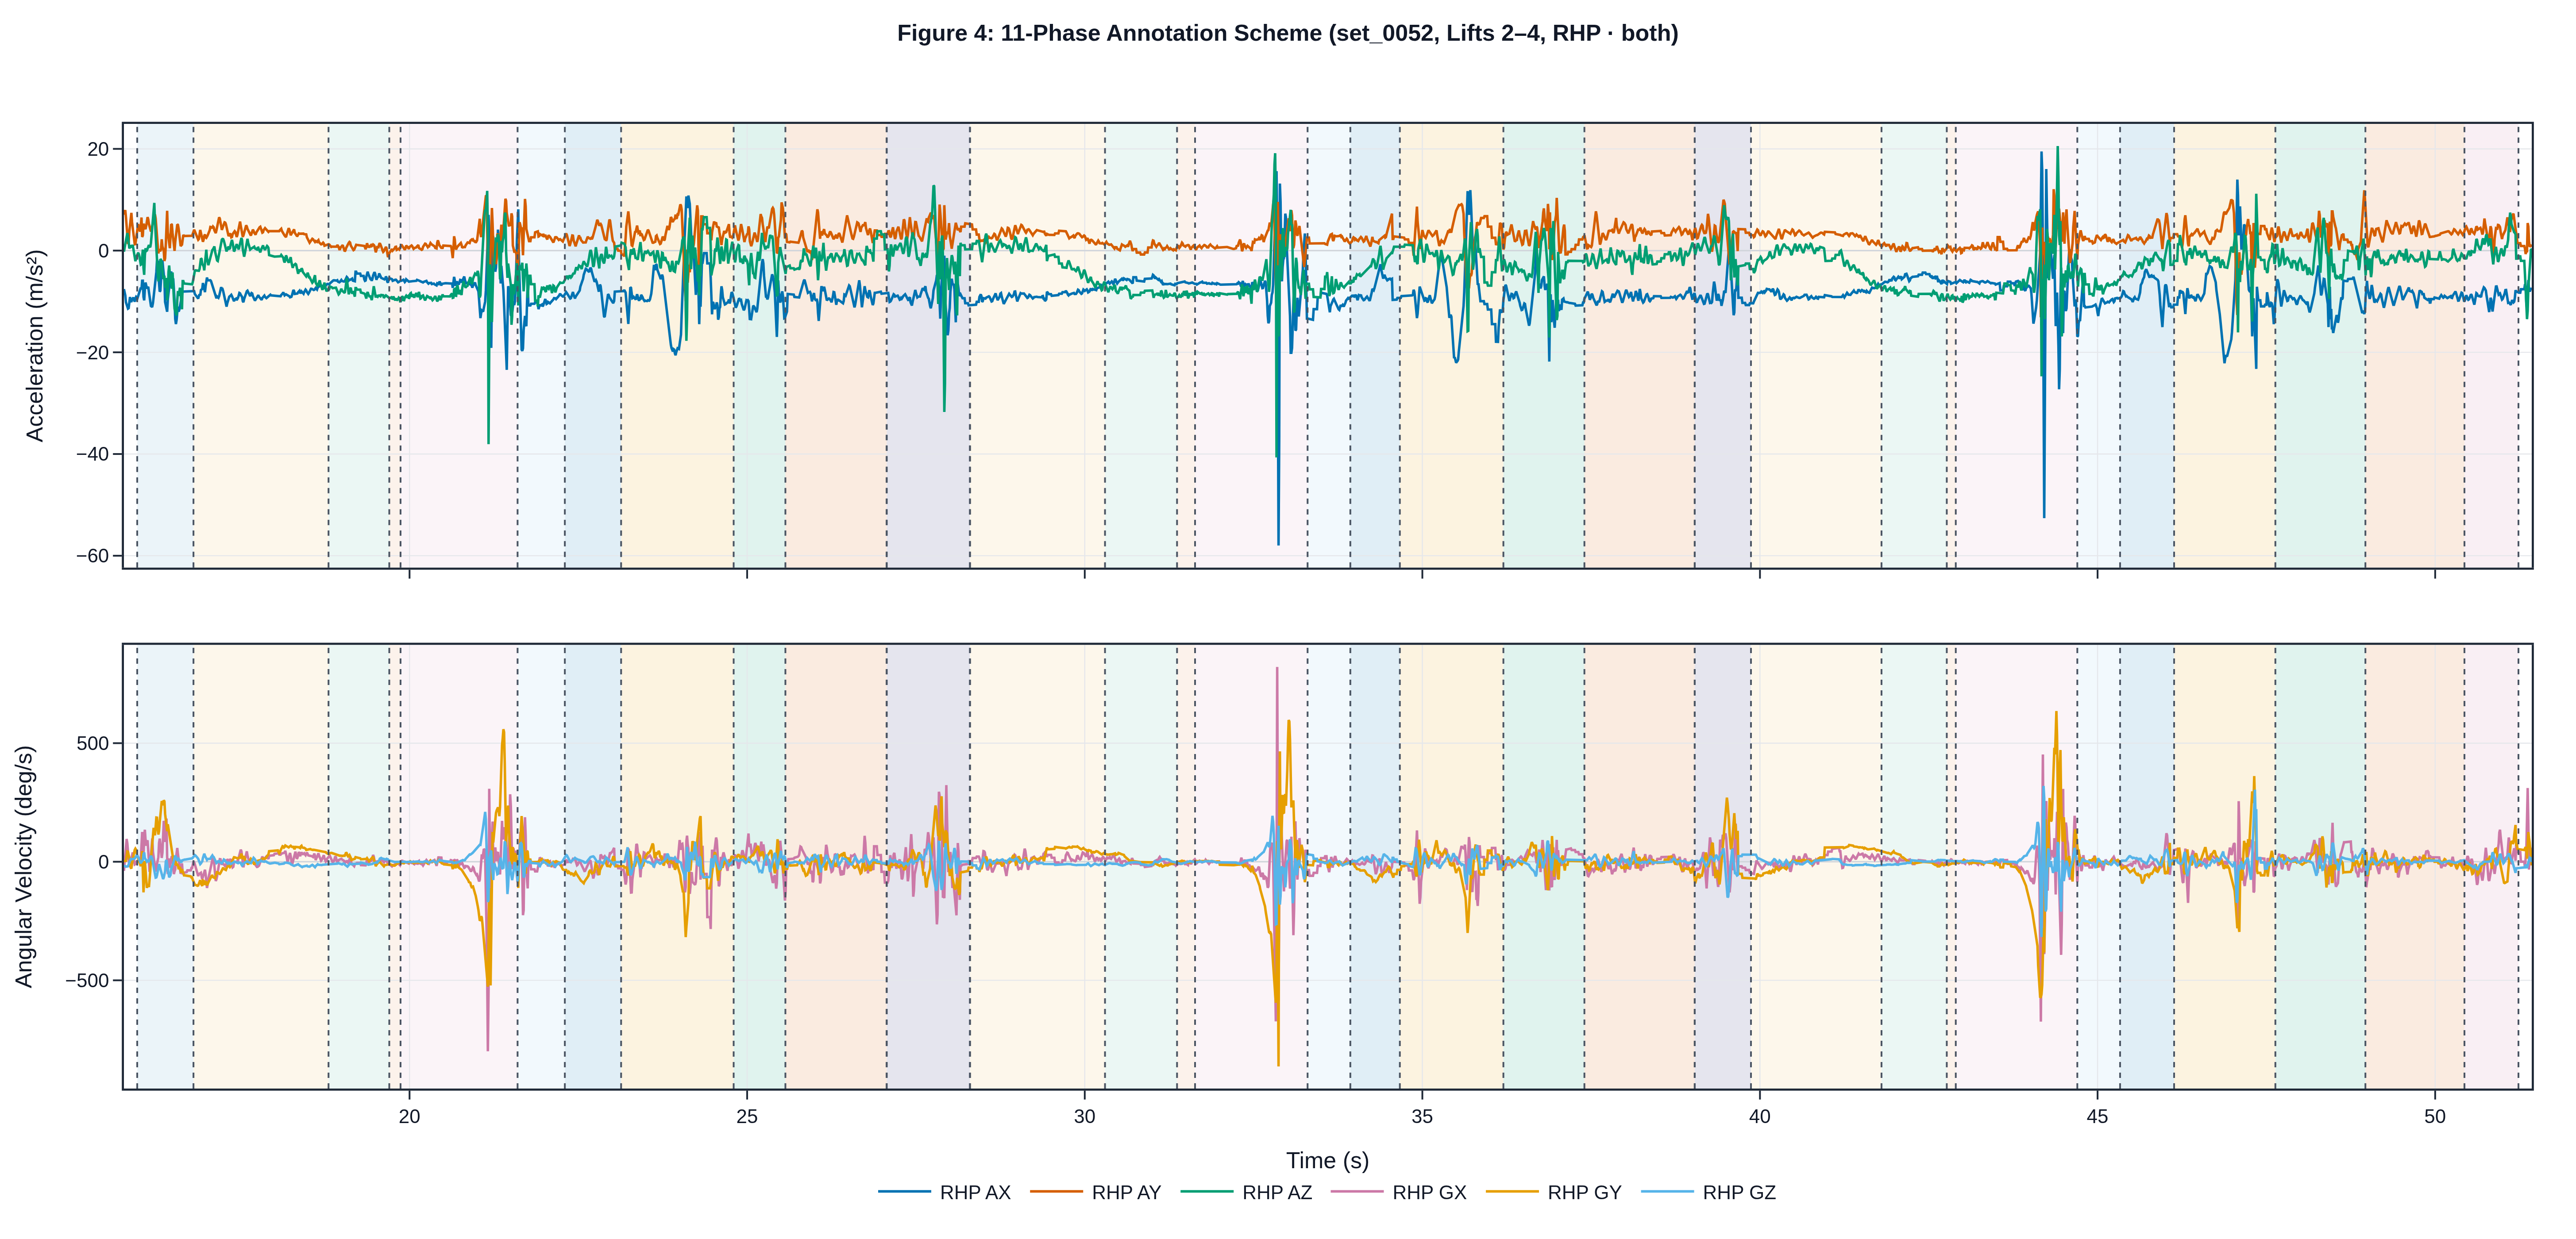 Figure 4: 11-Phase Annotation Scheme (set_0052, Lifts 2–4, RHP · both)
Acceleration (m/s²)
20
0
−20
−40
−60
Angular Velocity (deg/s)
500
0
−500
20 25 30 35 40 45 50
Time (s)
RHP AX RHP AY RHP AZ RHP GX RHP GY RHP GZ